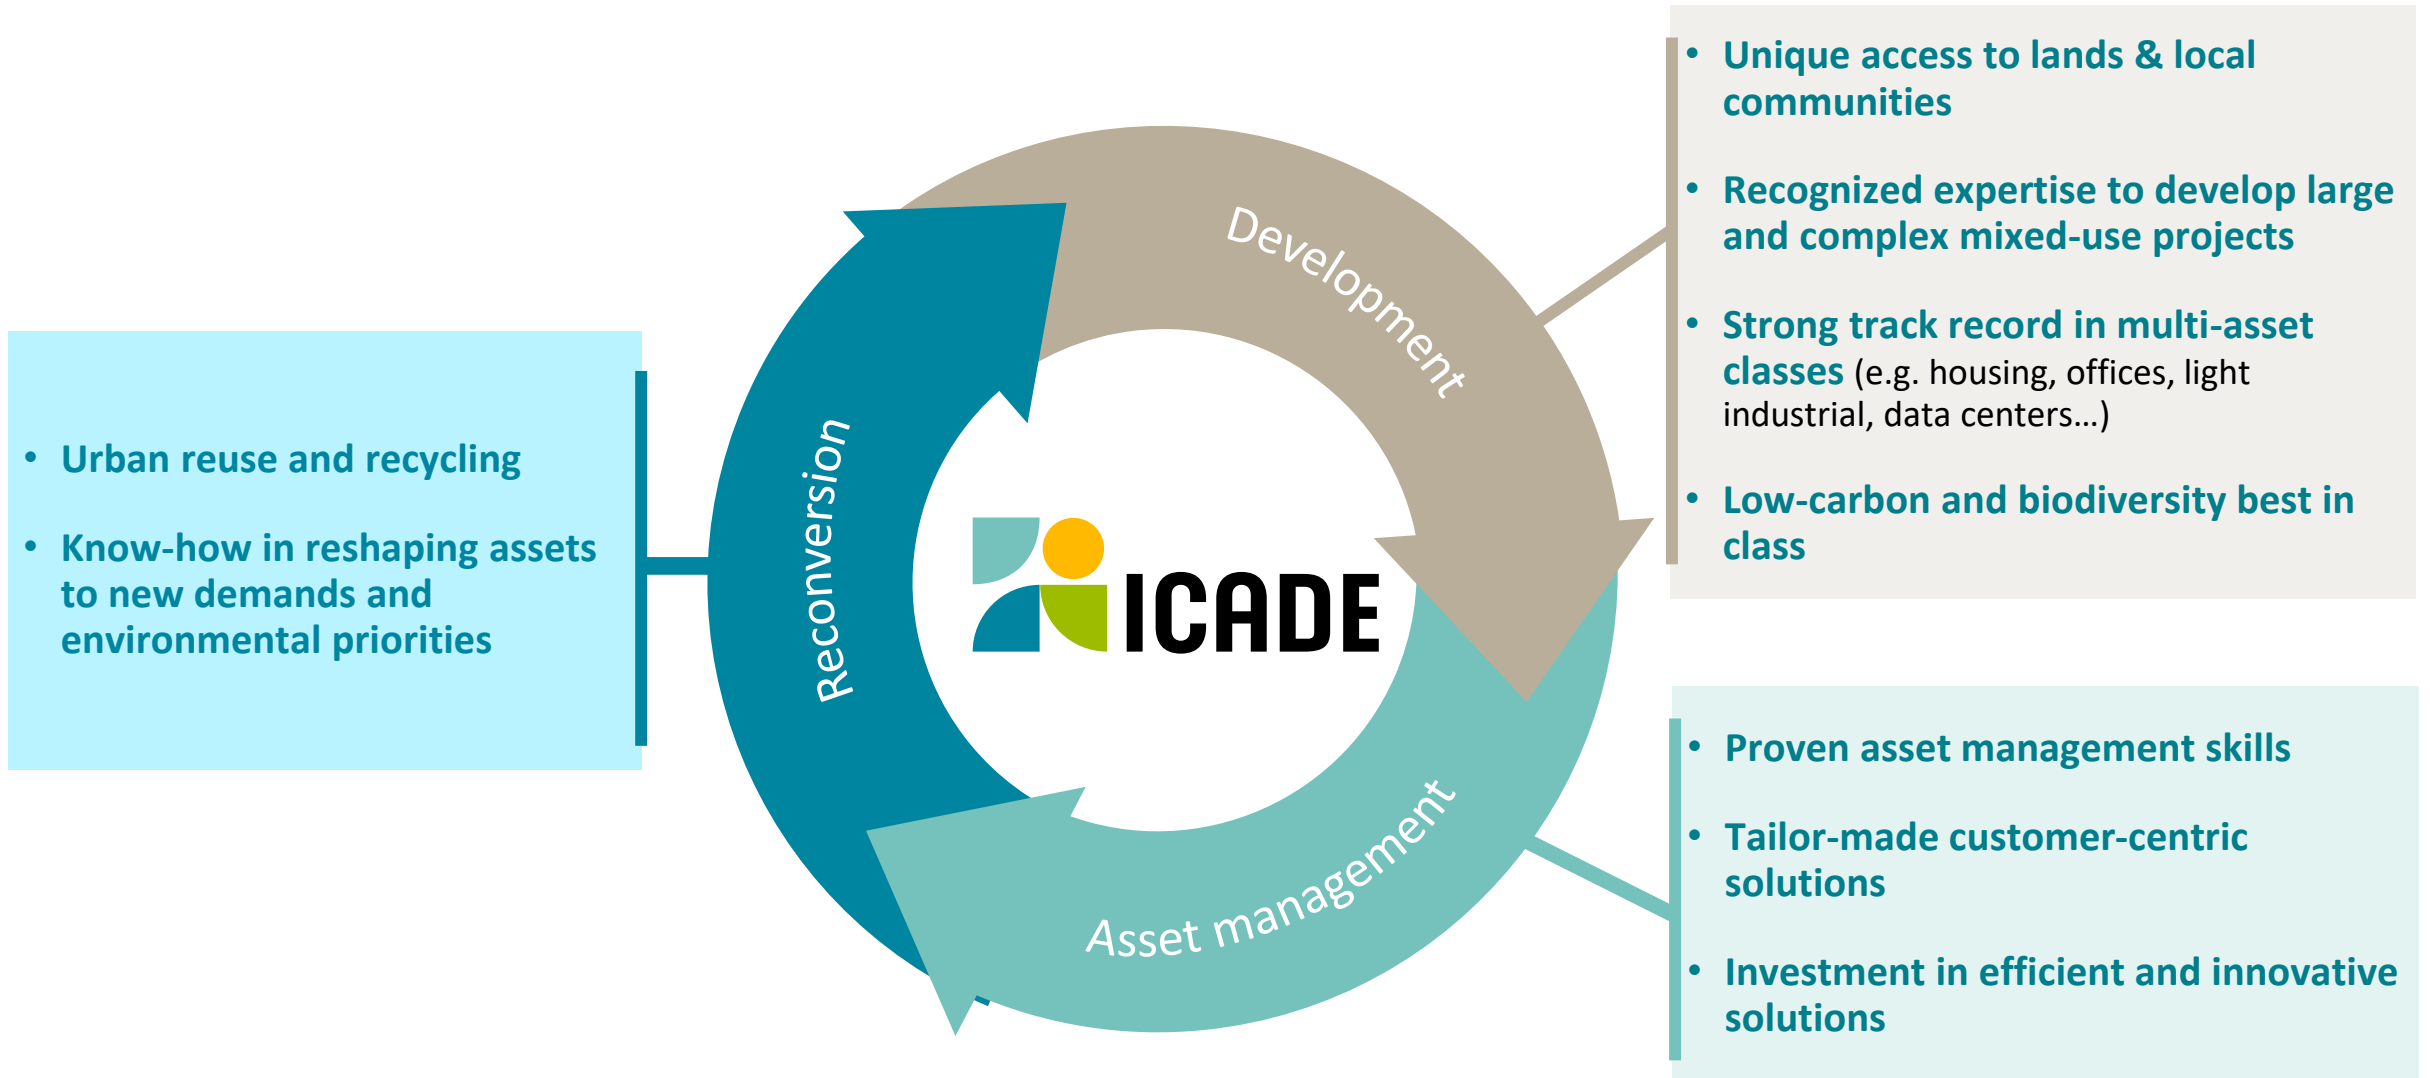 • Unique access to lands & local
communities
• Recognized expertise to develop large
and complex mixed-use projects
• Strong track record in multi-asset
classes (e.g. housing, offices, light
industrial, data centers...)
• Low-carbon and biodiversity best in
class
Development
• Urban reuse and recycling
• Know-how in reshaping assets
to new demands and
environmental priorities
Reconversion
ICADE
Asset management
• Proven asset management skills
• Tailor-made customer-centric
solutions
• Investment in efficient and innovative
solutions